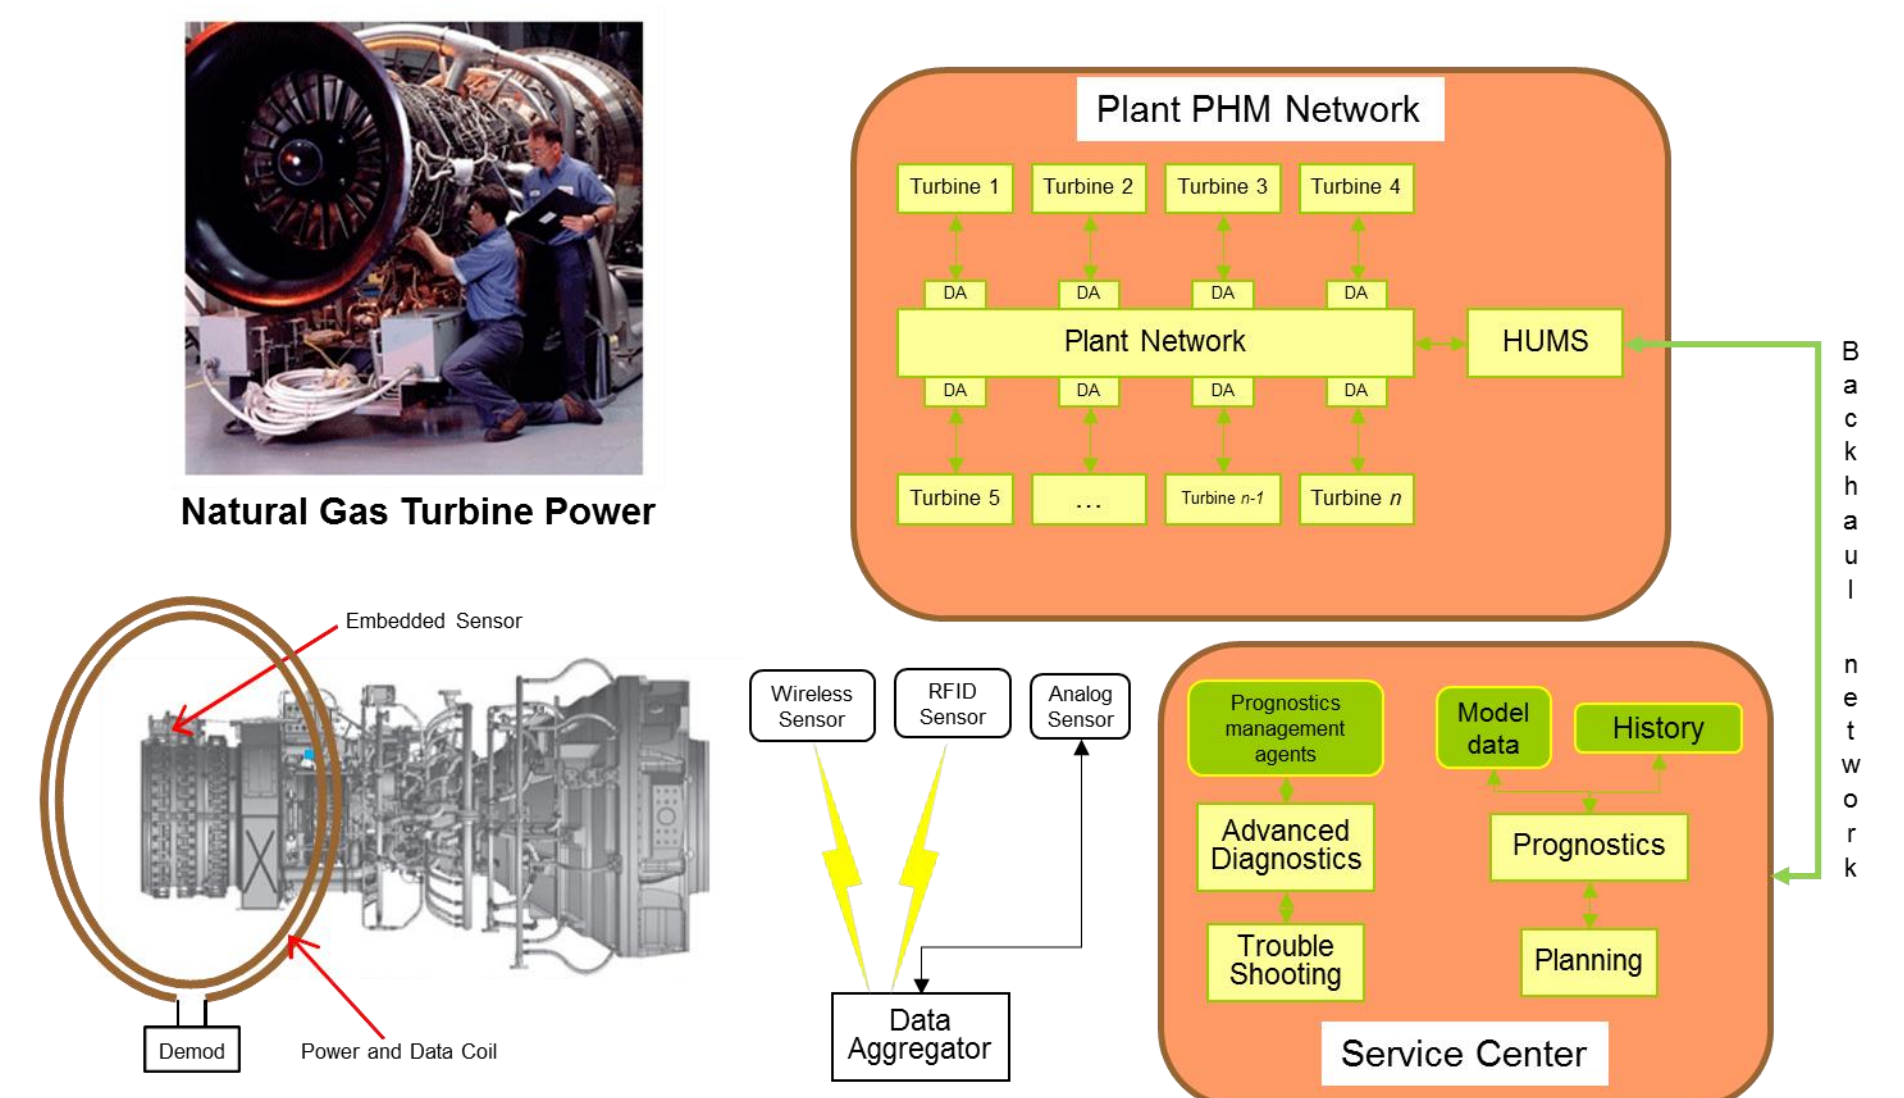 Natural Gas Turbine Power
Plant PHM Network
Turbine 1
Turbine 2
Turbine 3
Turbine 4
DA
DA
DA
DA
Plant Network
HUMS
DA
DA
DA
DA
Turbine 5
...
Turbine n-1
Turbine n
Backhaul network
Embedded Sensor
Demod
Power and Data Coil
Wireless
Sensor
RFID
Sensor
Analog
Sensor
Data
Aggregator
Prognostics
management
agents
Model
data
History
Advanced
Diagnostics
Prognostics
Trouble
Shooting
Planning
Service Center